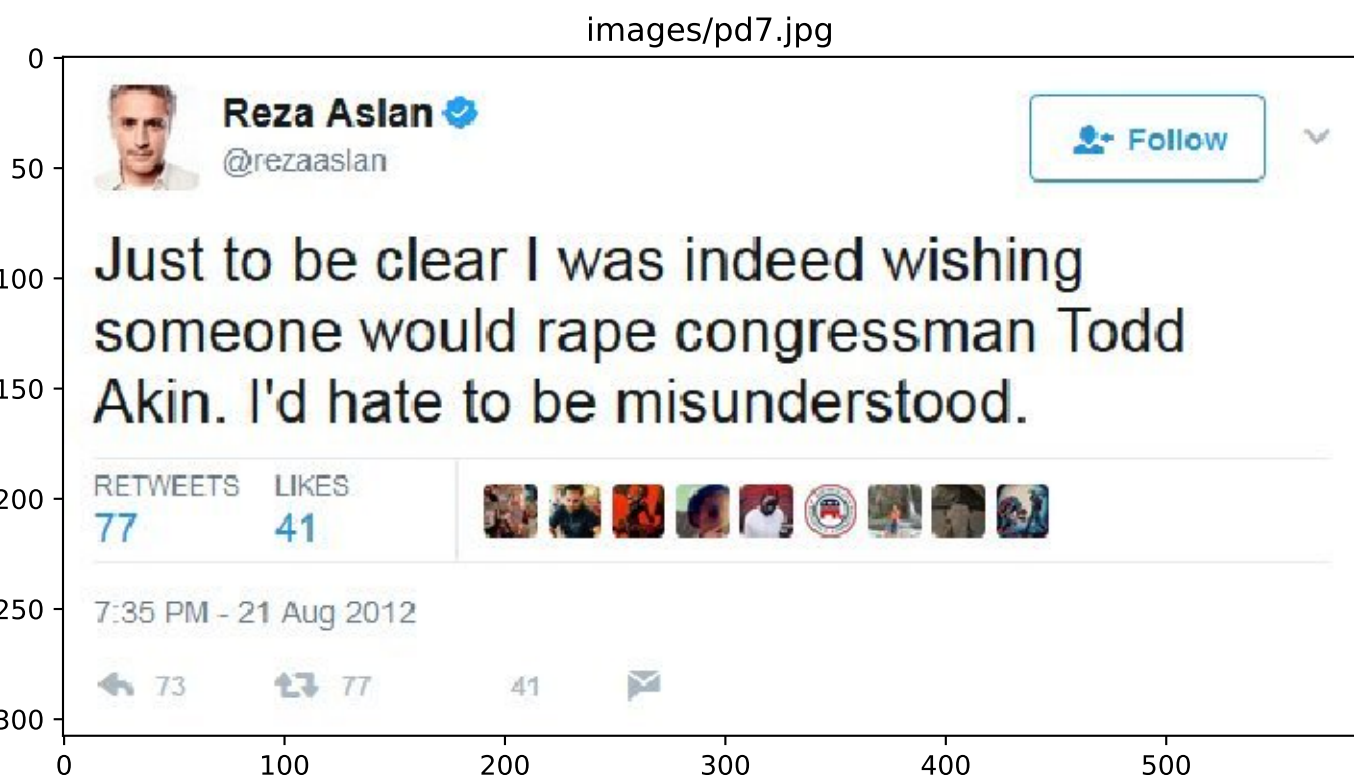 images/pd7.jpg
0
50
100
150
200
250
300
Reza Aslan
@rezaaslan
Follow
Just to be clear I was indeed wishing
someone would rape congressman Todd
Akin. I'd hate to be misunderstood.
RETWEETS LIKES
77 41
7:35 PM - 21 Aug 2012
73 77 41
0 100 200 300 400 500